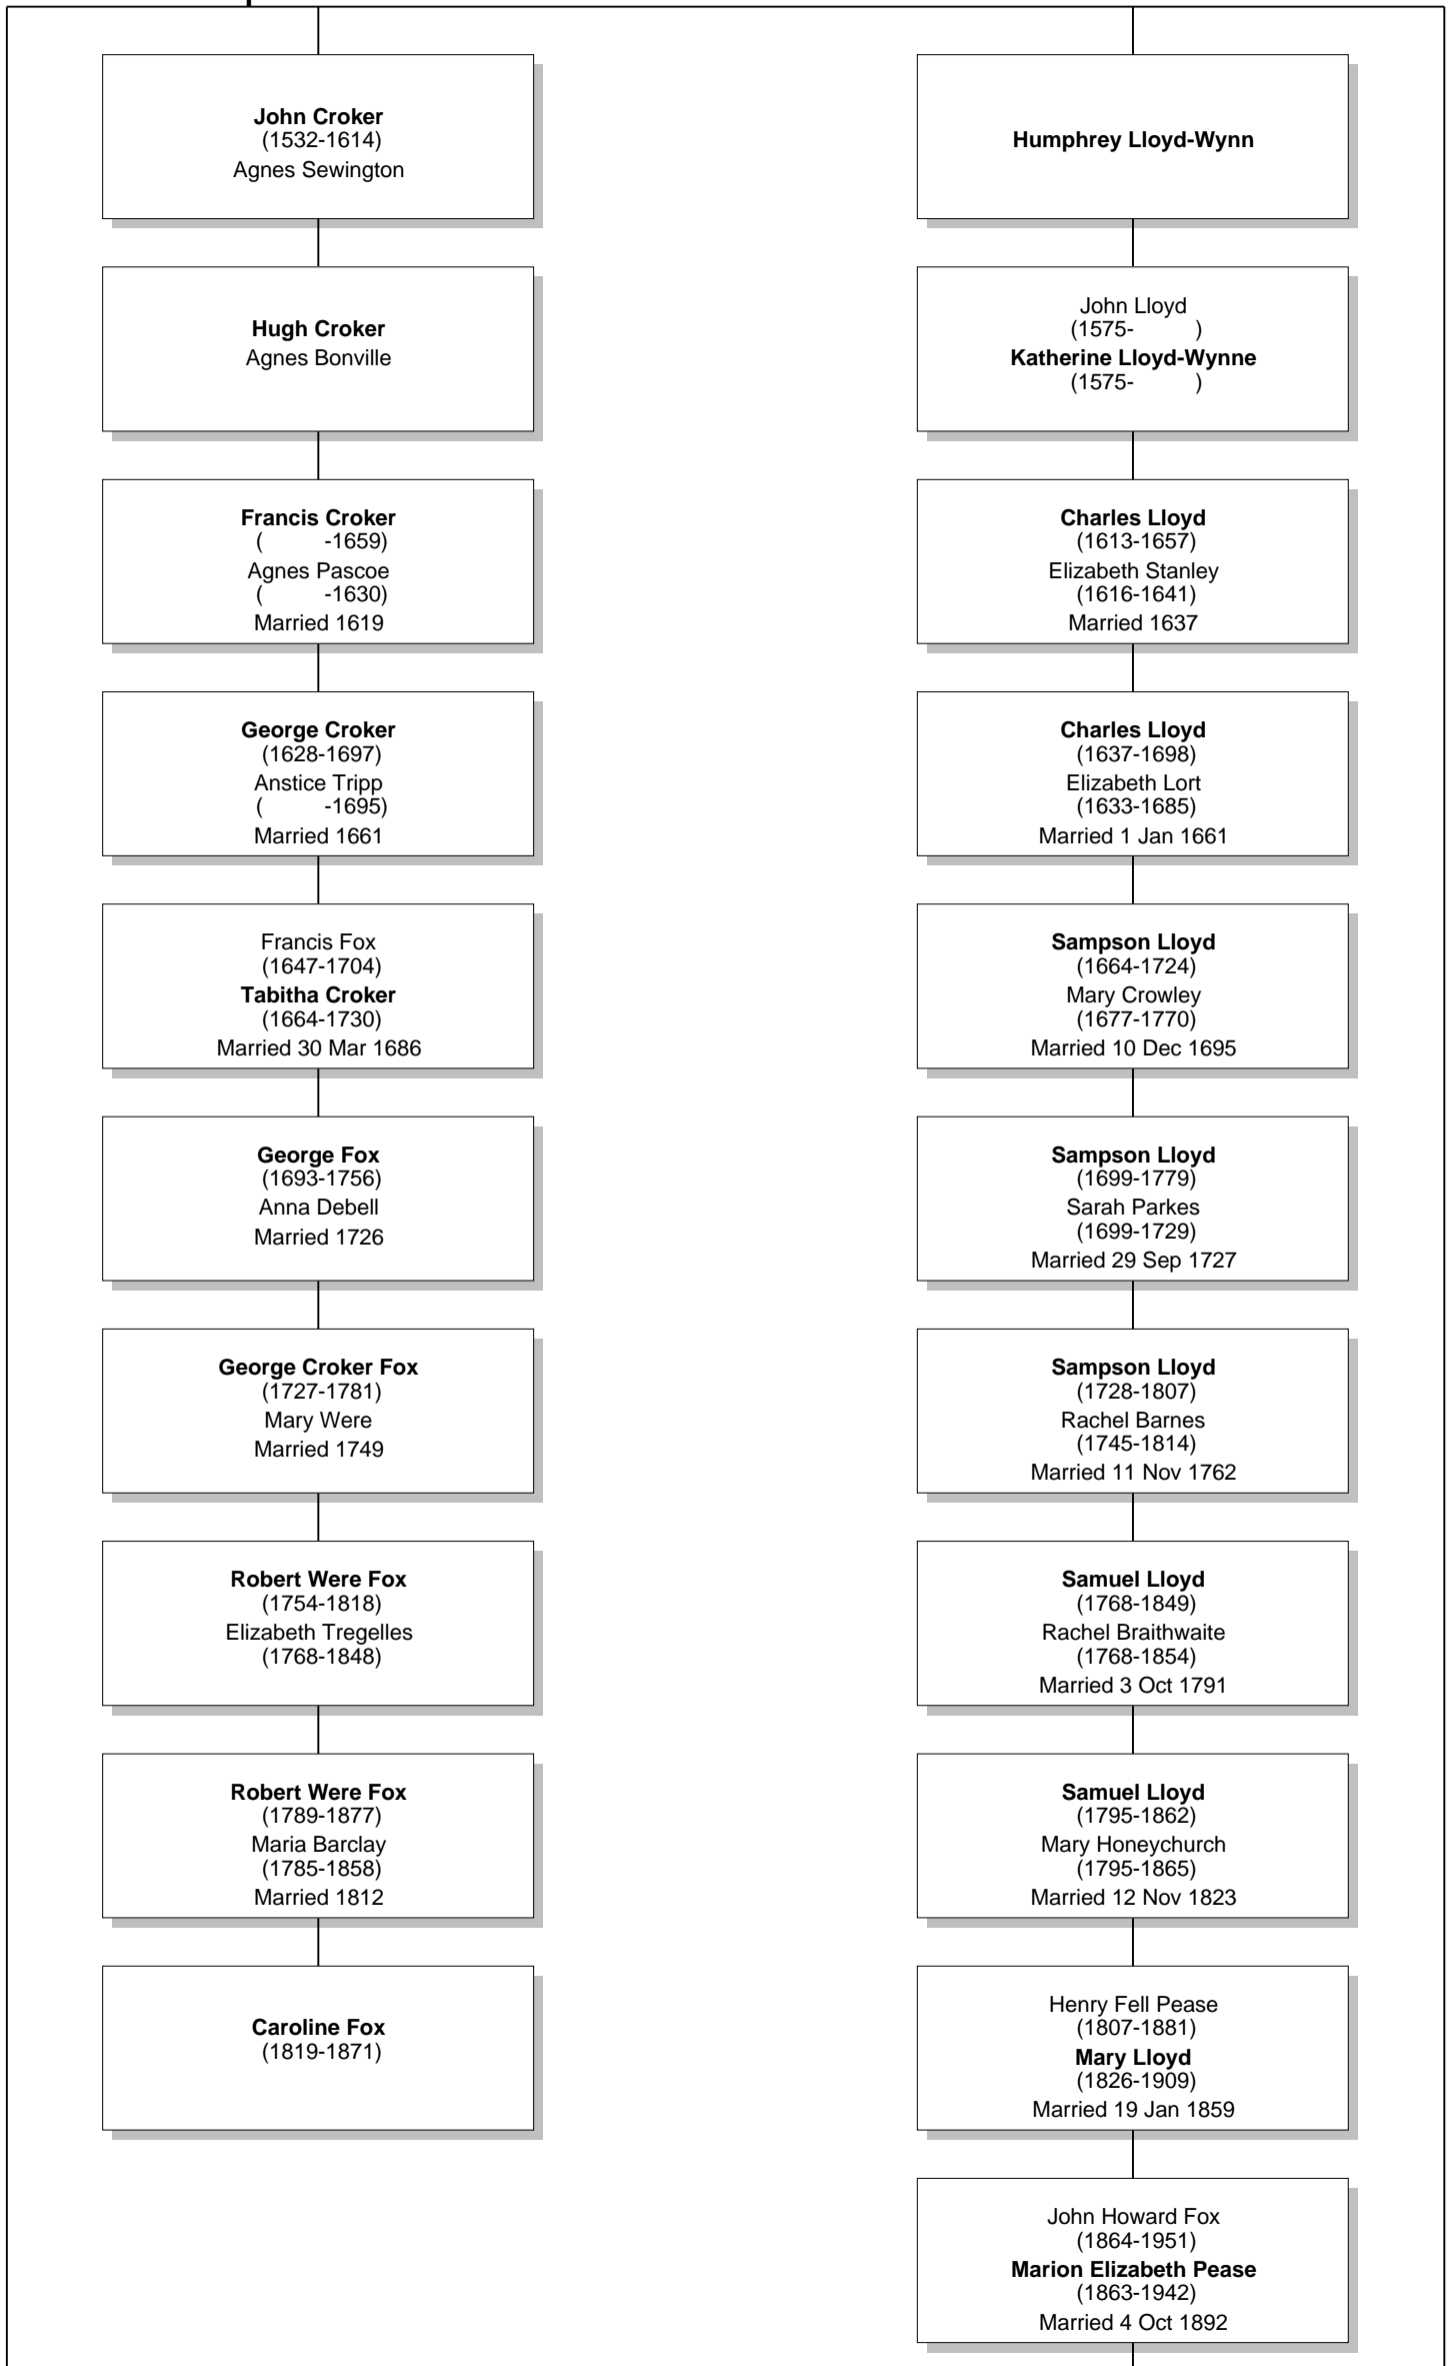 John Croker
(1532-1614)
Agnes Sewington
Hugh Croker
Agnes Bonville
Francis Croker
( -1659)
Agnes Pascoe
( -1630)
Married 1619
George Croker
(1628-1697)
Anstice Tripp
( -1695)
Married 1661
Francis Fox
(1647-1704)
Tabitha Croker
(1664-1730)
Married 30 Mar 1686
George Fox
(1693-1756)
Anna Debell
Married 1726
George Croker Fox
(1727-1781)
Mary Were
Married 1749
Robert Were Fox
(1754-1818)
Elizabeth Tregelles
(1768-1848)
Robert Were Fox
(1789-1877)
Maria Barclay
(1785-1858)
Married 1812
Caroline Fox
(1819-1871)
Humphrey Lloyd-Wynn
John Lloyd
(1575- )
Katherine Lloyd-Wynne
(1575- )
Charles Lloyd
(1613-1657)
Elizabeth Stanley
(1616-1641)
Married 1637
Charles Lloyd
(1637-1698)
Elizabeth Lort
(1633-1685)
Married 1 Jan 1661
Sampson Lloyd
(1664-1724)
Mary Crowley
(1677-1770)
Married 10 Dec 1695
Sampson Lloyd
(1699-1779)
Sarah Parkes
(1699-1729)
Married 29 Sep 1727
Sampson Lloyd
(1728-1807)
Rachel Barnes
(1745-1814)
Married 11 Nov 1762
Samuel Lloyd
(1768-1849)
Rachel Braithwaite
(1768-1854)
Married 3 Oct 1791
Samuel Lloyd
(1795-1862)
Mary Honeychurch
(1795-1865)
Married 12 Nov 1823
Henry Fell Pease
(1807-1881)
Mary Lloyd
(1826-1909)
Married 19 Jan 1859
John Howard Fox
(1864-1951)
Marion Elizabeth Pease
(1863-1942)
Married 4 Oct 1892